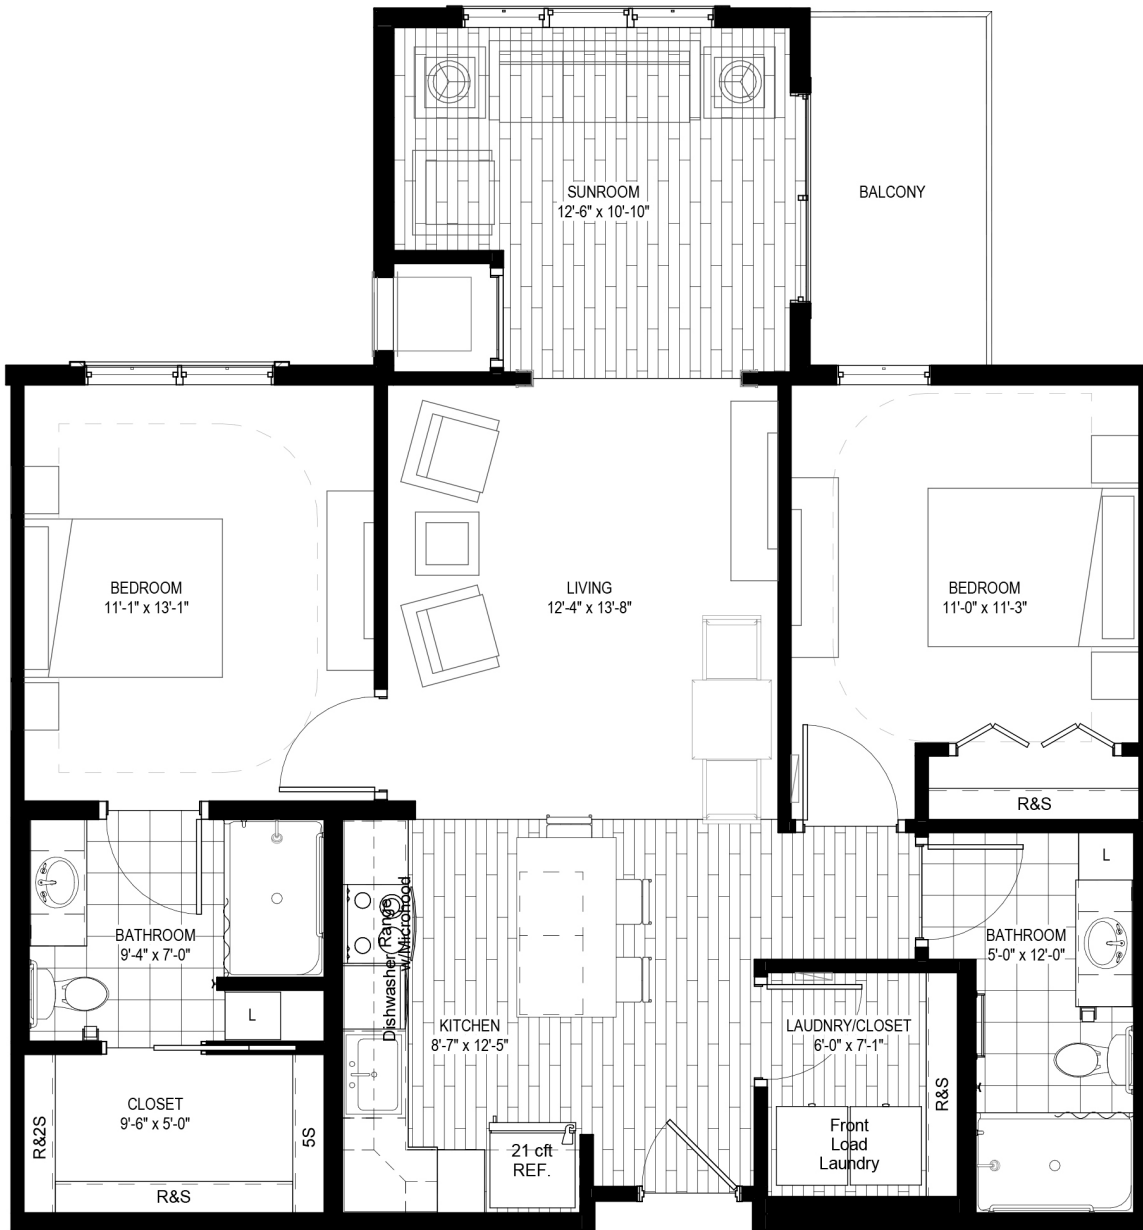 SUNROOM
12'-6" x 10'-10"
BALCONY
BEDROOM
11'-1" x 13'-1"
LIVING
12'-4" x 13'-8"
BEDROOM
11'-0" x 11'-3"
R&S
L
BATHROOM
9'-4" x 7'-0"
L
Dishwasher
Range
w/Microhood
KITCHEN
8'-7" x 12'-5"
LAUDNRY/CLOSET
6'-0" x 7'-1"
BATHROOM
5'-0" x 12'-0"
CLOSET
9'-6" x 5'-0"
R&2S
5S
R&S
21 cft
REF.
Front
Load
Laundry
R&S